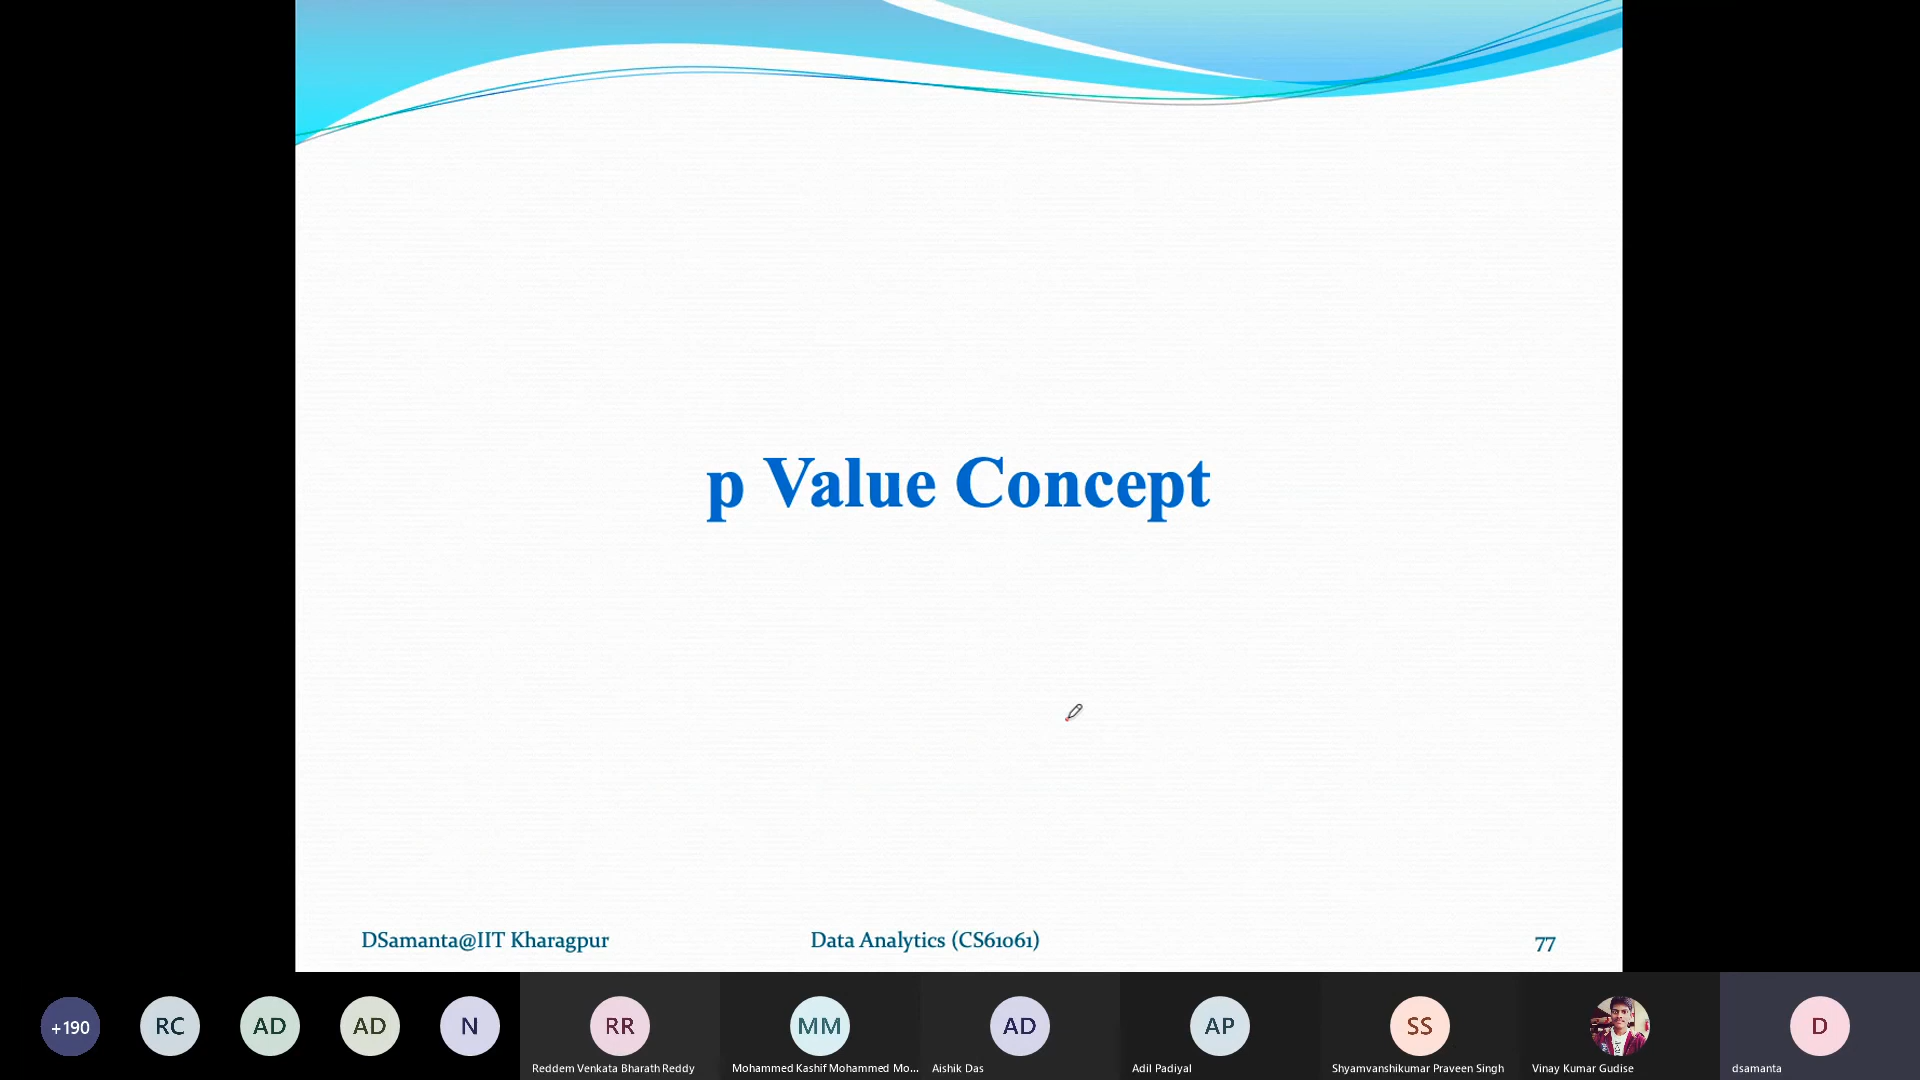 p Value Concept
DSamanta@IIT Kharagpur
Data Analytics (CS61061)
77
+190
RC
AD
AD
N
RR
MM
AD
AP
SS
D
Reddem Venkata Bharath Reddy
Mohammed Kashif Mohammed Mo...
Aishik Das
Adil Padiyal
Shyamvanshikumar Praveen Singh
Vinay Kumar Gudise
dsamanta